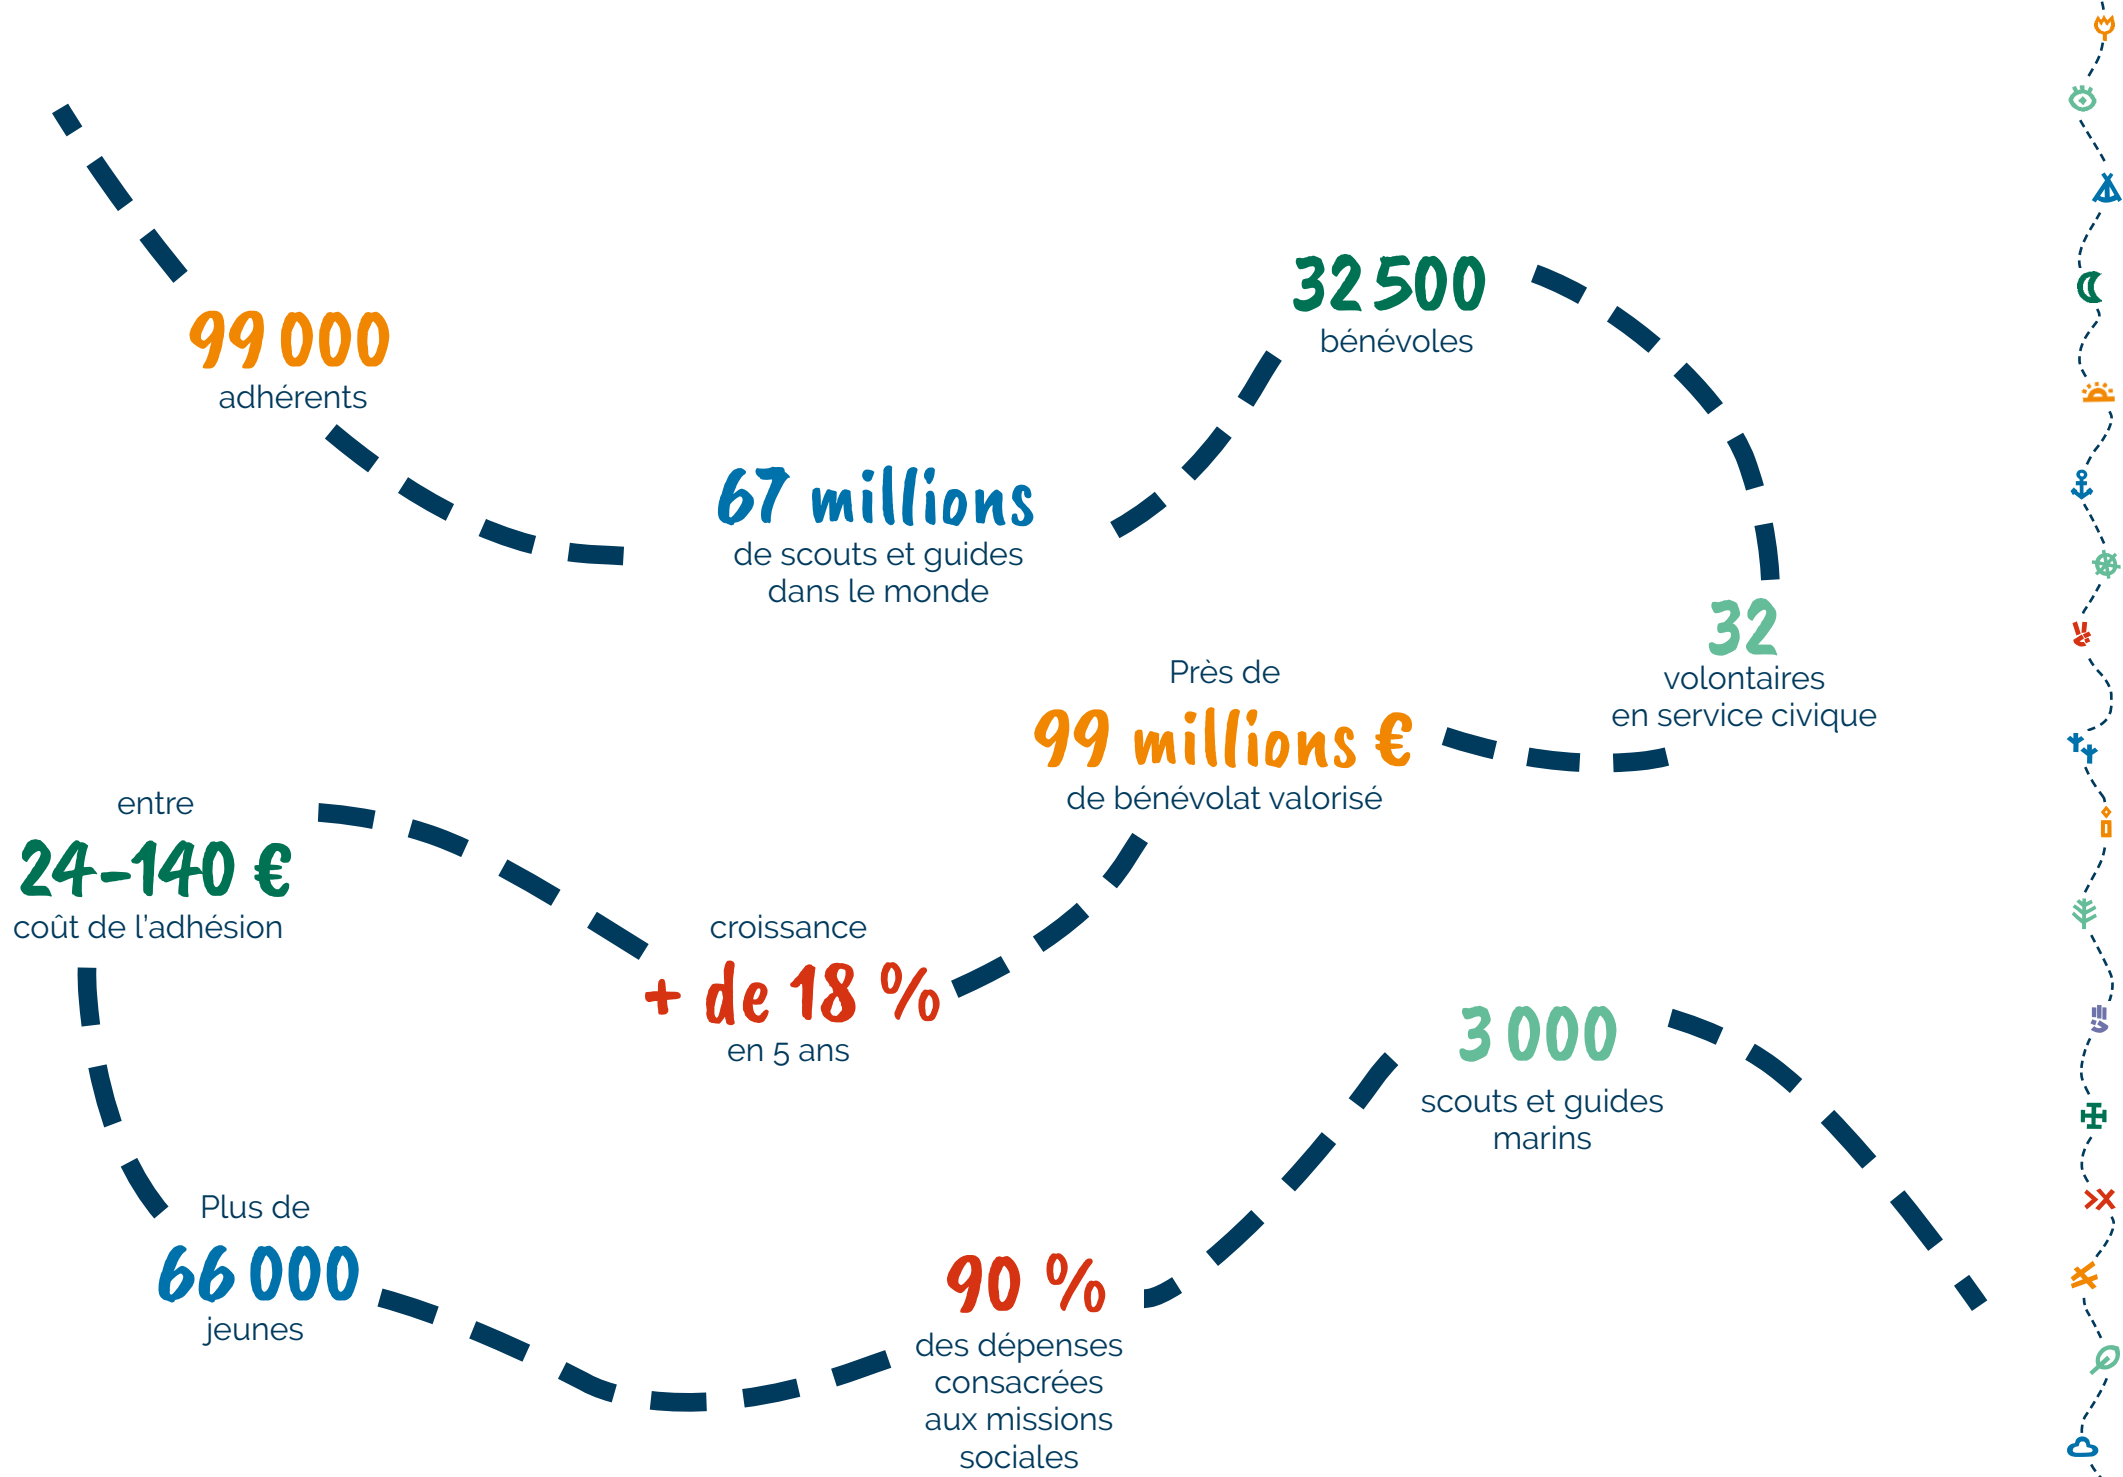 99 000
adhérents
67 millions
de scouts et guides
dans le monde
32 500
bénévoles
32
volontaires
en service civique
Près de
99 millions €
de bénévolat valorisé
croissance
+ de 18 %
en 5 ans
entre
24-140 €
coût de l'adhésion
Plus de
66 000
jeunes
90 %
des dépenses
consacrées
aux missions
sociales
3 000
scouts et guides
marins